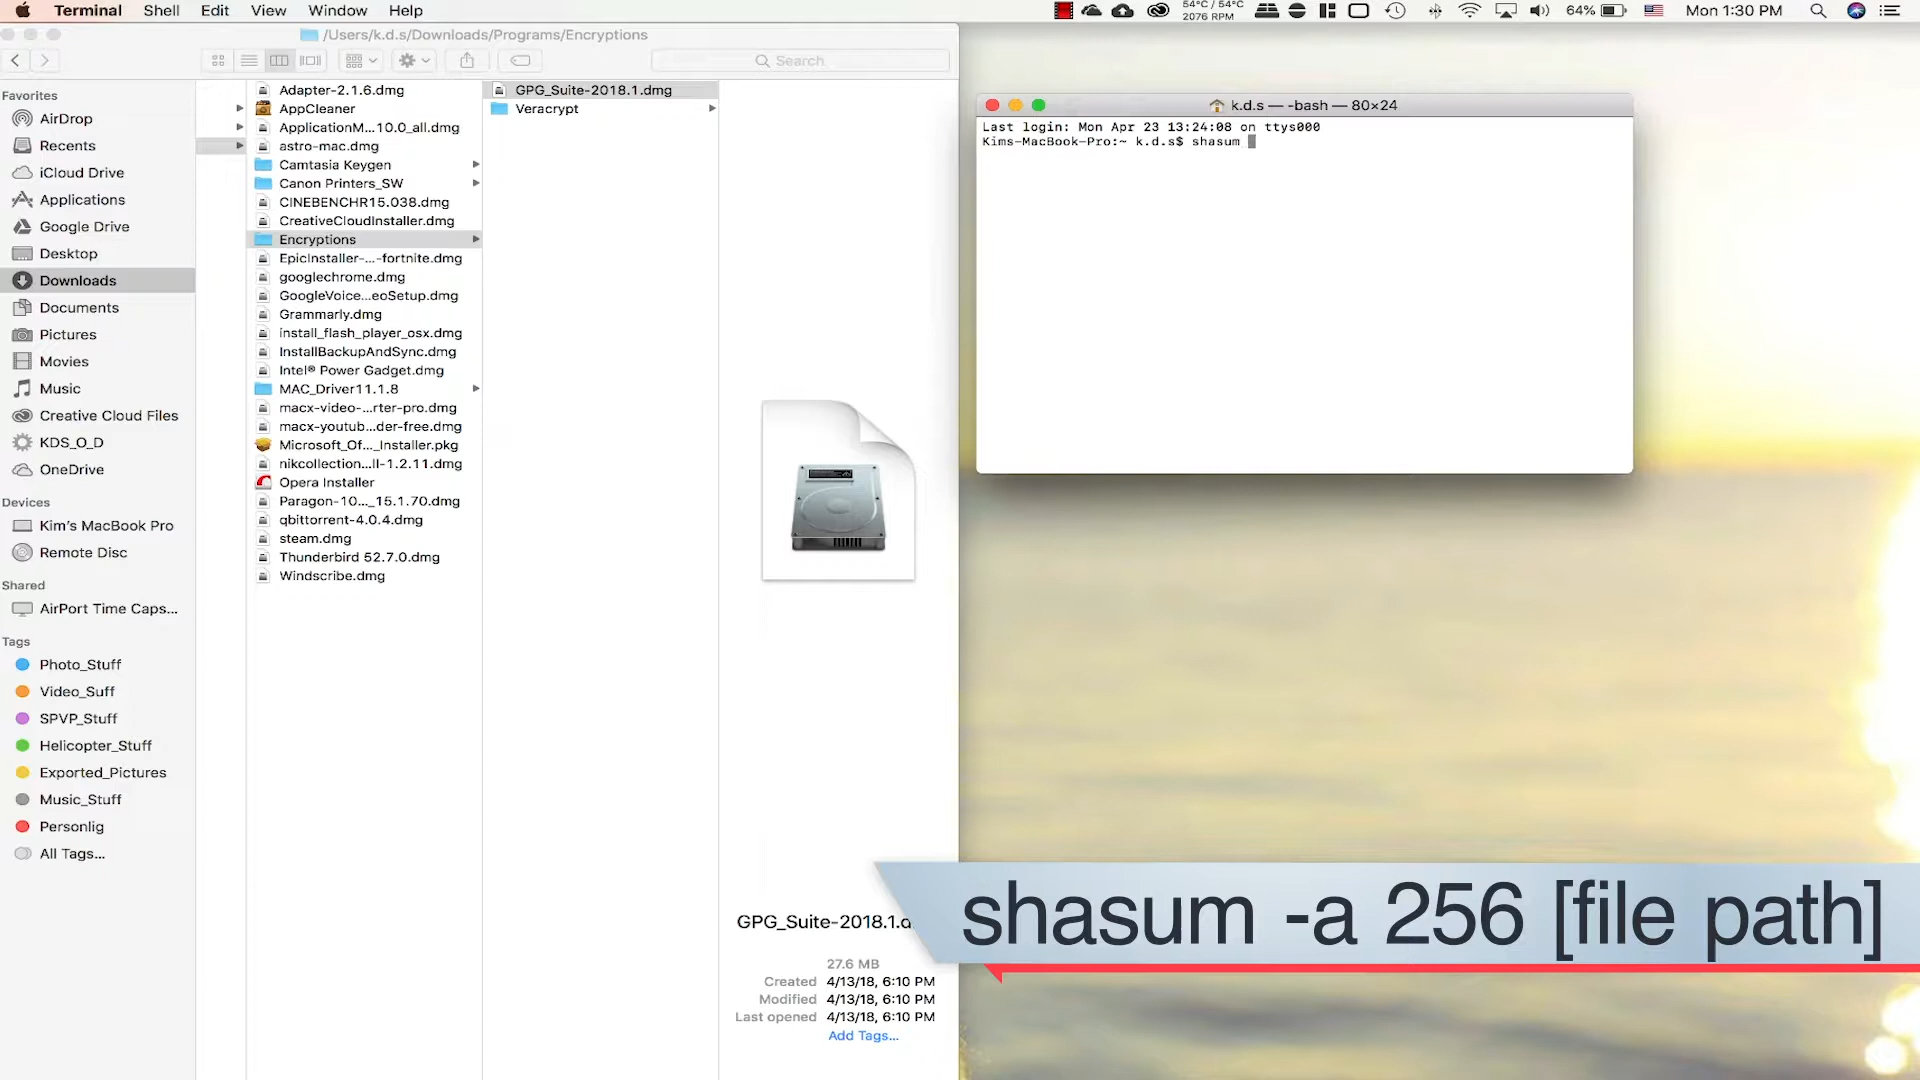 Terminal Shell Edit View Window Help
54°C / 54°C
2076 RPM
64%
Mon 1:30 PM
/Users/k.d.s/Downloads/Programs/Encryptions
Search
Favorites
AirDrop
Recents
iCloud Drive
Applications
Google Drive
Desktop
Downloads
Documents
Pictures
Movies
Music
Creative Cloud Files
KDS_O_D
OneDrive
Devices
Kim's MacBook Pro
Remote Disc
Shared
AirPort Time Caps...
Tags
Photo_Stuff
Video_Suff
SPVP_Stuff
Helicopter_Stuff
Exported_Pictures
Music_Stuff
Personlig
All Tags...
Adapter-2.1.6.dmg
AppCleaner
ApplicationM...10.0_all.dmg
astro-mac.dmg
Camtasia Keygen
Canon Printers_SW
CINEBENCHR15.038.dmg
CreativeCloudInstaller.dmg
Encryptions
EpicInstaller-...-fortnite.dmg
googlechrome.dmg
GoogleVoice...eoSetup.dmg
Grammarly.dmg
install_flash_player_osx.dmg
InstallBackupAndSync.dmg
Intel® Power Gadget.dmg
MAC_Driver11.1.8
macx-video-...rter-pro.dmg
macx-youtub...der-free.dmg
Microsoft_Of..._Installer.pkg
nikcollection...ll-1.2.11.dmg
Opera Installer
Paragon-10..._15.1.70.dmg
qbittorrent-4.0.4.dmg
steam.dmg
Thunderbird 52.7.0.dmg
Windscribe.dmg
GPG_Suite-2018.1.dmg
Veracrypt
GPG_Suite-2018.1.d
27.6 MB
Created 4/13/18, 6:10 PM
Modified 4/13/18, 6:10 PM
Last opened 4/13/18, 6:10 PM
Add Tags...
k.d.s — -bash — 80×24
Last login: Mon Apr 23 13:24:08 on ttys000
Kims-MacBook-Pro:~ k.d.s$ shasum
shasum -a 256 [file path]